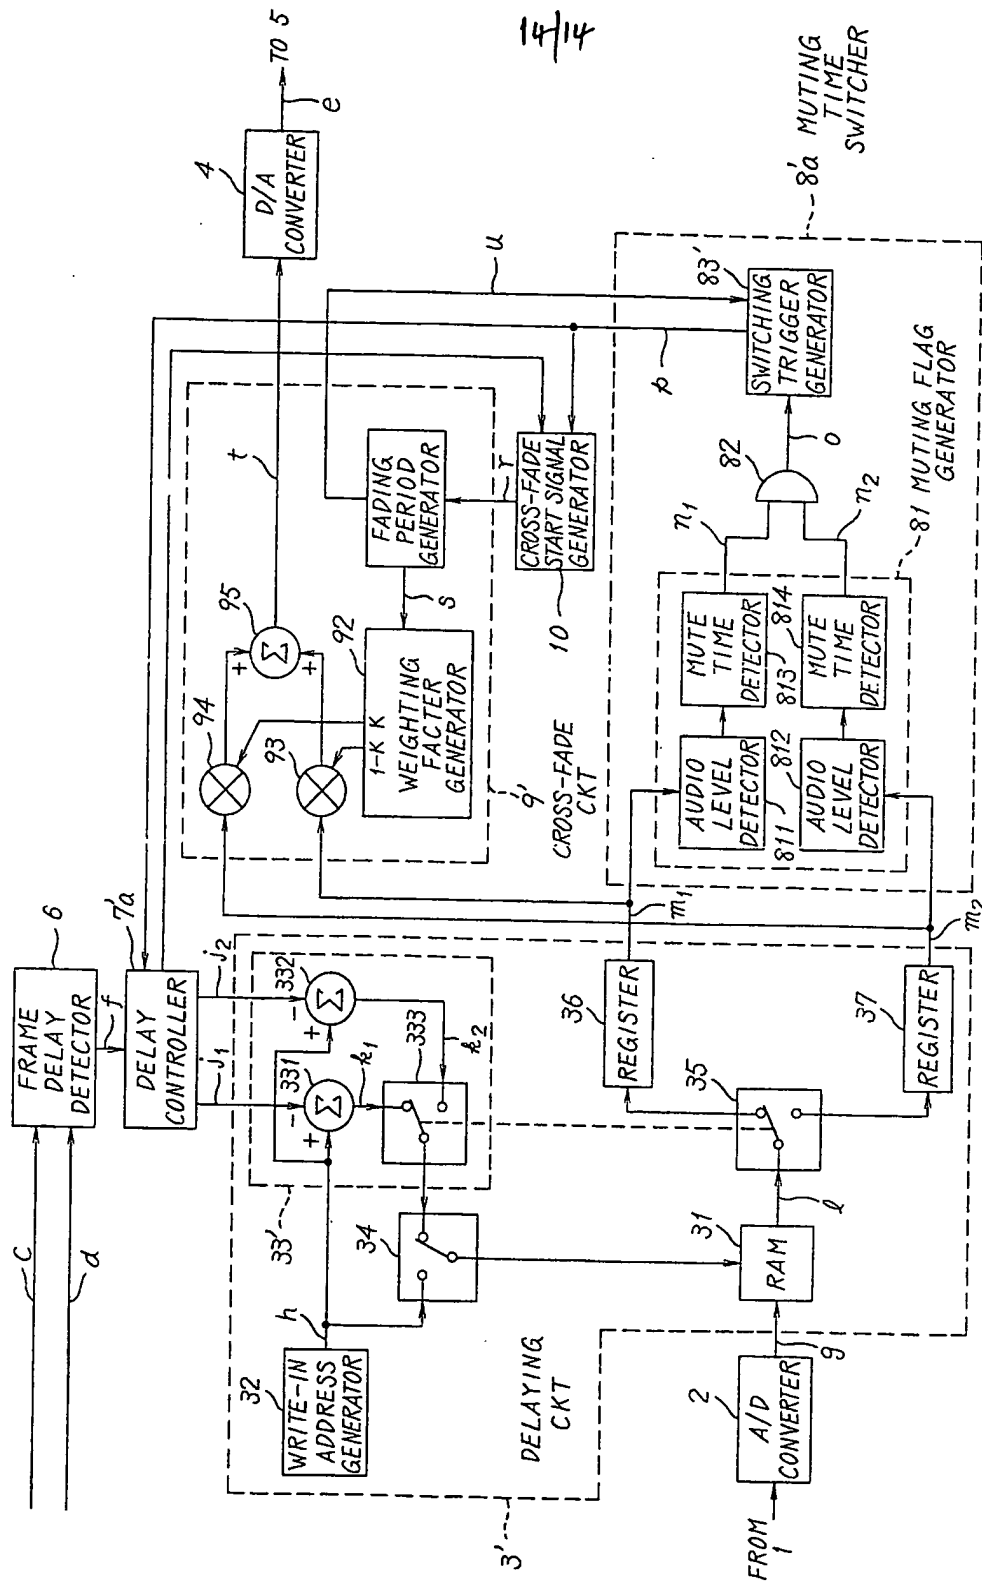 14/14
C
d
FRAME
DELAY
DETECTOR
6
f
DELAY
CONTROLLER
7'a
j1
j2
WRITE-IN
ADDRESS
GENERATOR
32
h
33'
331
332
k1
k2
333
34
DELAYING
CKT
3'
FROM
1
A/D
CONVERTER
2
g
RAM
31
l
35
REGISTER
36
REGISTER
37
m1
m2
94
93
95
+
+
+
-
+
-
t
1-K K
WEIGHTING
FACTER
GENERATOR
92
s
FADING
PERIOD
GENERATOR
r
CROSS-FADE
START SIGNAL
GENERATOR
10
9'
CROSS-FADE
CKT
D/A
CONVERTER
4
e
TO 5
u
p
AUDIO
LEVEL
DETECTOR
811
AUDIO
LEVEL
DETECTOR
812
MUTE
TIME
DETECTOR
813
MUTE
TIME
DETECTOR
814
n1
n2
82
o
SWITCHING
TRIGGER
GENERATOR
83'
81 MUTING FLAG
GENERATOR
8'a MUTING
TIME
SWITCHER
Σ
Σ
Σ